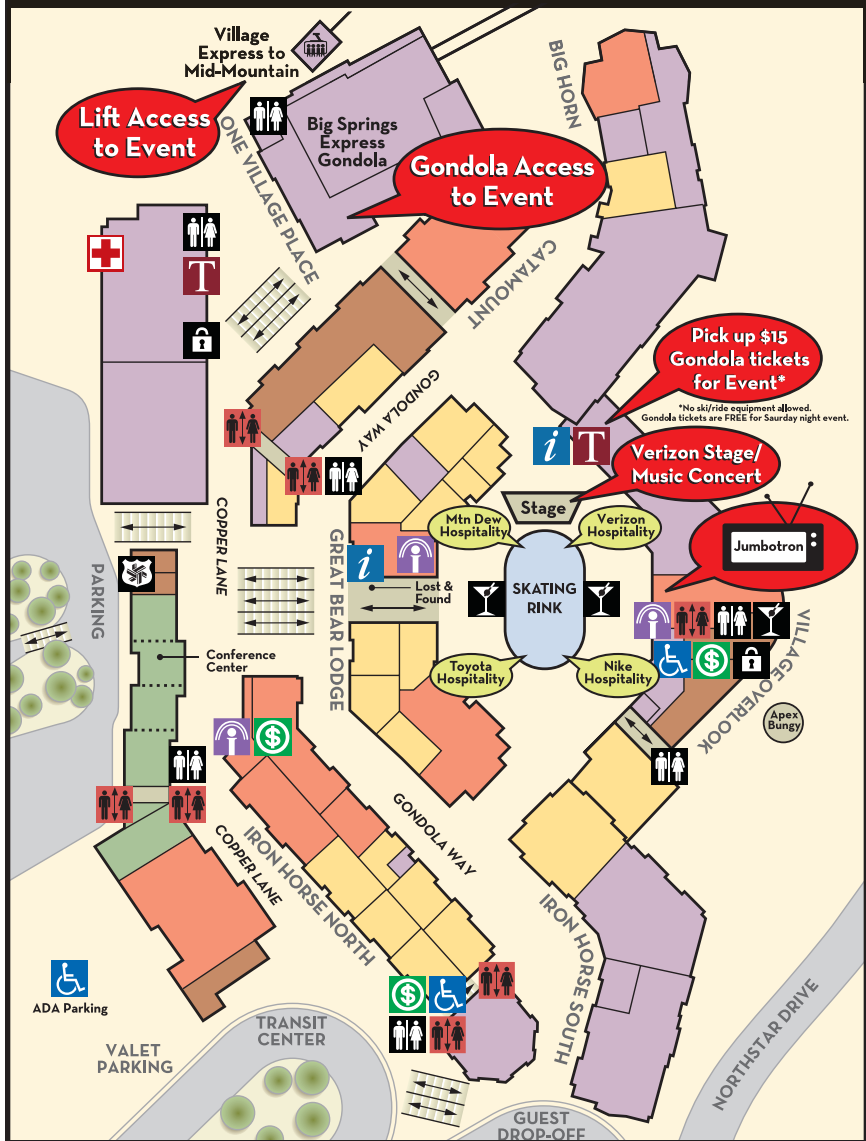 Village
Express to
Mid-Mountain
Lift Access
to Event
ONE VILLAGE PLACE
Big Springs
Express
Gondola
Gondola Access
to Event
BIG HORN
CATAMOUNT
T
Pick up $15
Gondola tickets
for Event*
*No ski/ride equipment allowed.
Gondola tickets are FREE for Saurday night event.
GONDOLA WAY
i
T
Verizon Stage/
Music Concert
Stage
Mtn Dew
Hospitality
Verizon
Hospitality
Jumbotron
COPPER LANE
GREAT BEAR LODGE
i
Lost &
Found
SKATING
RINK
PARKING
Conference
Center
Toyota
Hospitality
Nike
Hospitality
$
VILLAGE OVERLOOK
Apex
Bungy
$
GONDOLA WAY
COPPER LANE
IRON HORSE NORTH
IRON HORSE SOUTH
ADA Parking
$
TRANSIT
CENTER
VALET
PARKING
NORTHSTAR DRIVE
GUEST
DROP-OFF